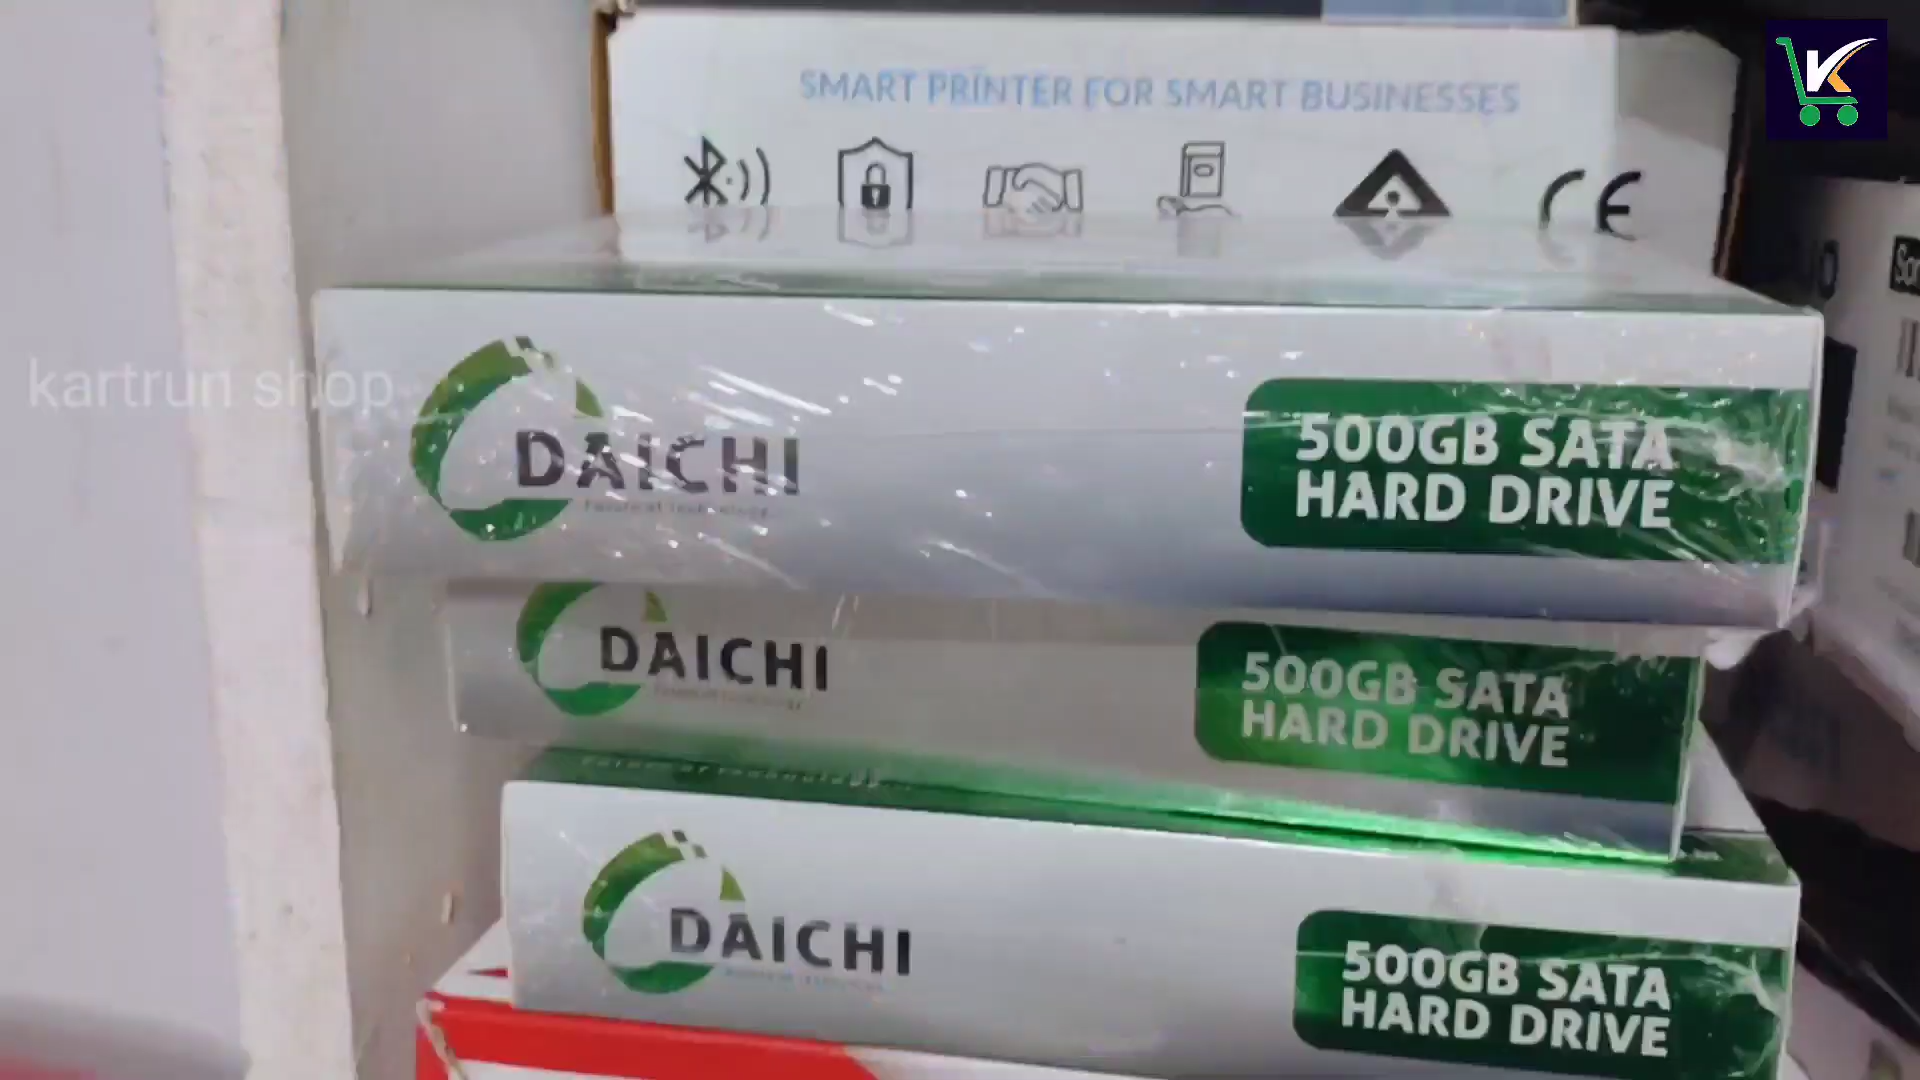 SMART PRINTER FOR SMART BUSINESSES
CE
kartrun shop
DAICHI
500GB SATA
HARD DRIVE
DAICHI
500GB SATA
HARD DRIVE
DAICHI
500GB SATA
HARD DRIVE